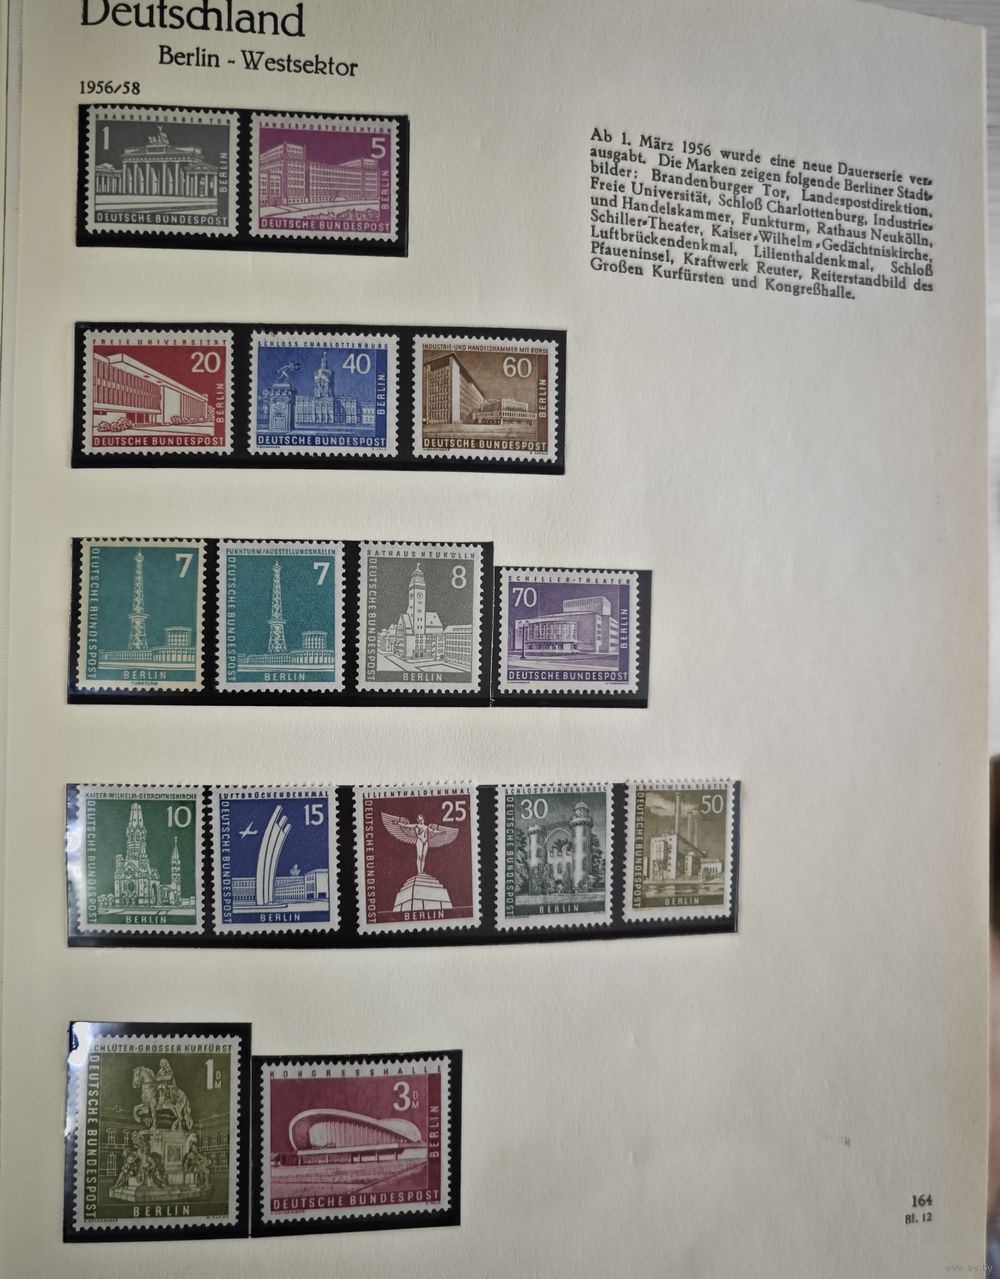 Deutschland
Berlin - Westsektor
1956/58
Ab 1. März 1956 wurde eine neue Dauerserie ver-
ausgabt. Die Marken zeigen folgende Berliner Stadt-
bilder: Brandenburger Tor, Landespostdirektion,
Freie Universität, Schloß Charlottenburg, Industrie-
und Handelskammer, Funkturm, Rathaus Neukölln,
Schiller-Theater, Kaiser-Wilhelm-Gedächtniskirche,
Luftbrückendenkmal, Lilienthaldenkmal, Schloß
Pfaueninsel, Kraftwerk Reuter, Reiterstandbild des
Großen Kurfürsten und Kongreßhalle.
BRANDENBURGER TOR
1
BERLIN
DEUTSCHE BUNDESPOST
LANDESPOSTDIREKTION
5
BERLIN
DEUTSCHE BUNDESPOST
FREIE UNIVERSITÄT
20
BERLIN
DEUTSCHE BUNDESPOST
SCHLOSS CHARLOTTENBURG
40
BERLIN
DEUTSCHE BUNDESPOST
INDUSTRIE-UND HANDELSKAMMER MIT BÖRSE
60
BERLIN
DEUTSCHE BUNDESPOST
DEUTSCHE BUNDESPOST
7
BERLIN
FUNKTURM
FUNKTURM/AUSSTELLUNGSHALLEN
DEUTSCHE BUNDESPOST
7
BERLIN
RATHAUS NEUKÖLLN
DEUTSCHE BUNDESPOST
8
BERLIN
SCHILLER-THEATER
70
BERLIN
DEUTSCHE BUNDESPOST
KAISER-WILHELM-GEDÄCHTNISKIRCHE
DEUTSCHE BUNDESPOST
10
BERLIN
LUFTBRÜCKENDENKMAL
DEUTSCHE BUNDESPOST
15
BERLIN
LILIENTHALDENKMAL
DEUTSCHE BUNDESPOST
25
BERLIN
SCHLOSS PFAUENINSEL
DEUTSCHE BUNDESPOST
30
BERLIN
KRAFTWERK
DEUTSCHE BUNDESPOST
50
BERLIN
SCHLÜTER-GROSSER KURFÜRST
DEUTSCHE BUNDESPOST
1 DM
BERLIN
KONGRESSHALLE
3 DM
BERLIN
DEUTSCHE BUNDESPOST
164
Bl. 12
www.ay.by